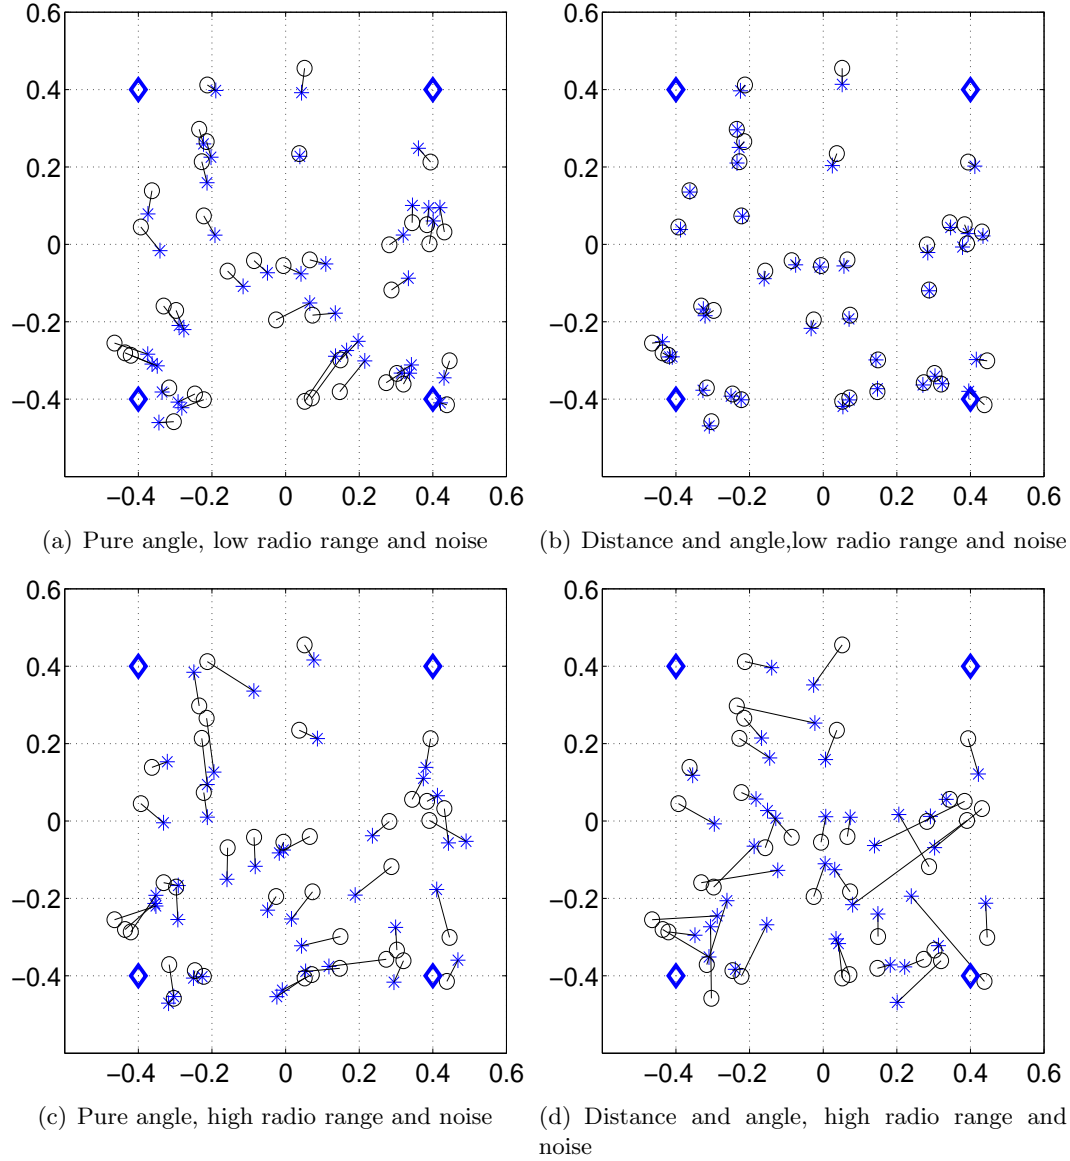 0.6
0.4
0.2
0
−0.2
−0.4
−0.4 −0.2 0 0.2 0.4 0.6
(a) Pure angle, low radio range and noise
0.6
0.4
0.2
0
−0.2
−0.4
−0.4 −0.2 0 0.2 0.4 0.6
(b) Distance and angle,low radio range and noise
0.6
0.4
0.2
0
−0.2
−0.4
−0.4 −0.2 0 0.2 0.4 0.6
(c) Pure angle, high radio range and noise
0.6
0.4
0.2
0
−0.2
−0.4
−0.4 −0.2 0 0.2 0.4 0.6
(d) Distance and angle, high radio range and
noise